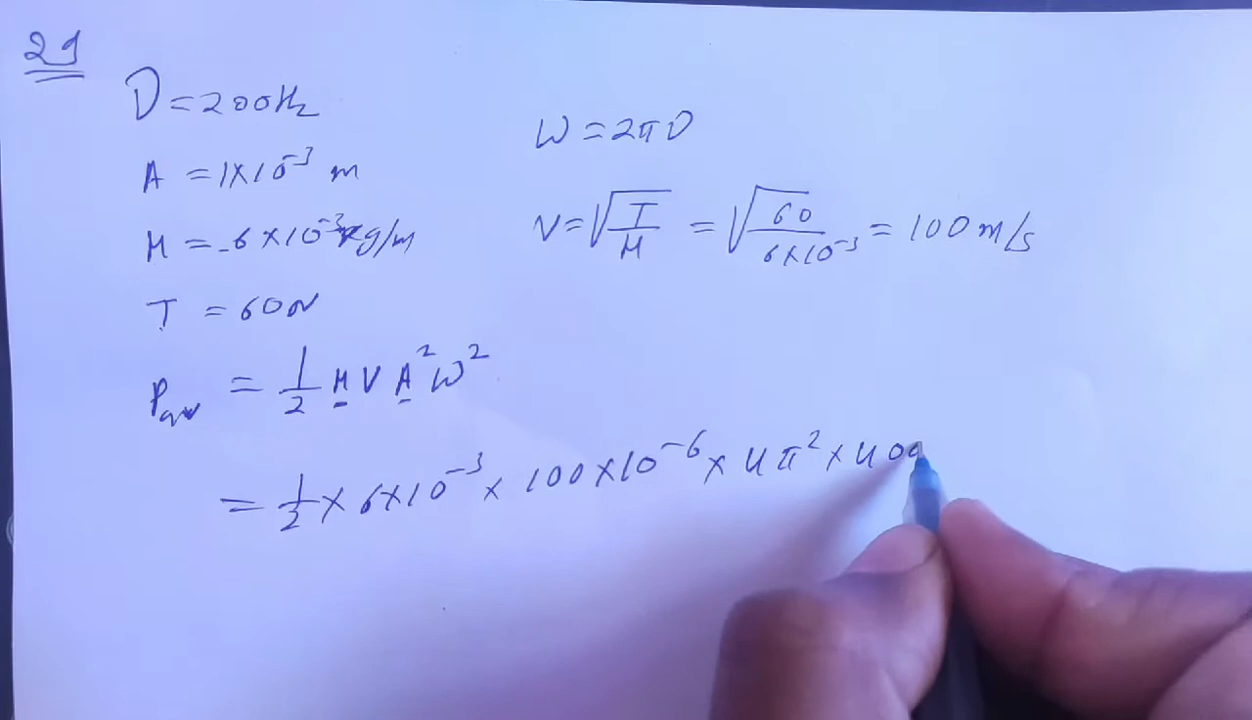 29
ν = 200Hz
A = 1×10⁻³ m
μ = 6×10⁻³ kg/m
T = 60N
ω = 2πν
V = √(T/μ) = √(60/(6×10⁻³)) = 100 m/s
Pav = 1/2 μ V A² ω²
= 1/2 × 6×10⁻³ × 100×10⁻⁶ × 4π² × 400